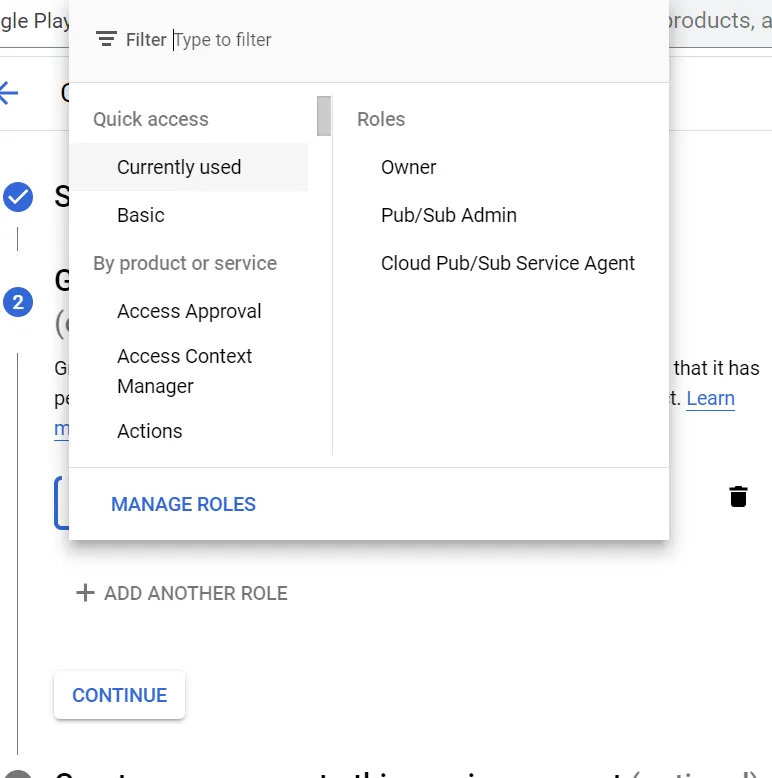 gle Play
products, a
Filter Type to filter
Quick access
Currently used
Basic
By product or service
Access Approval
Access Context
Manager
Actions
Roles
Owner
Pub/Sub Admin
Cloud Pub/Sub Service Agent
MANAGE ROLES
2
that it has
Learn
ADD ANOTHER ROLE
CONTINUE